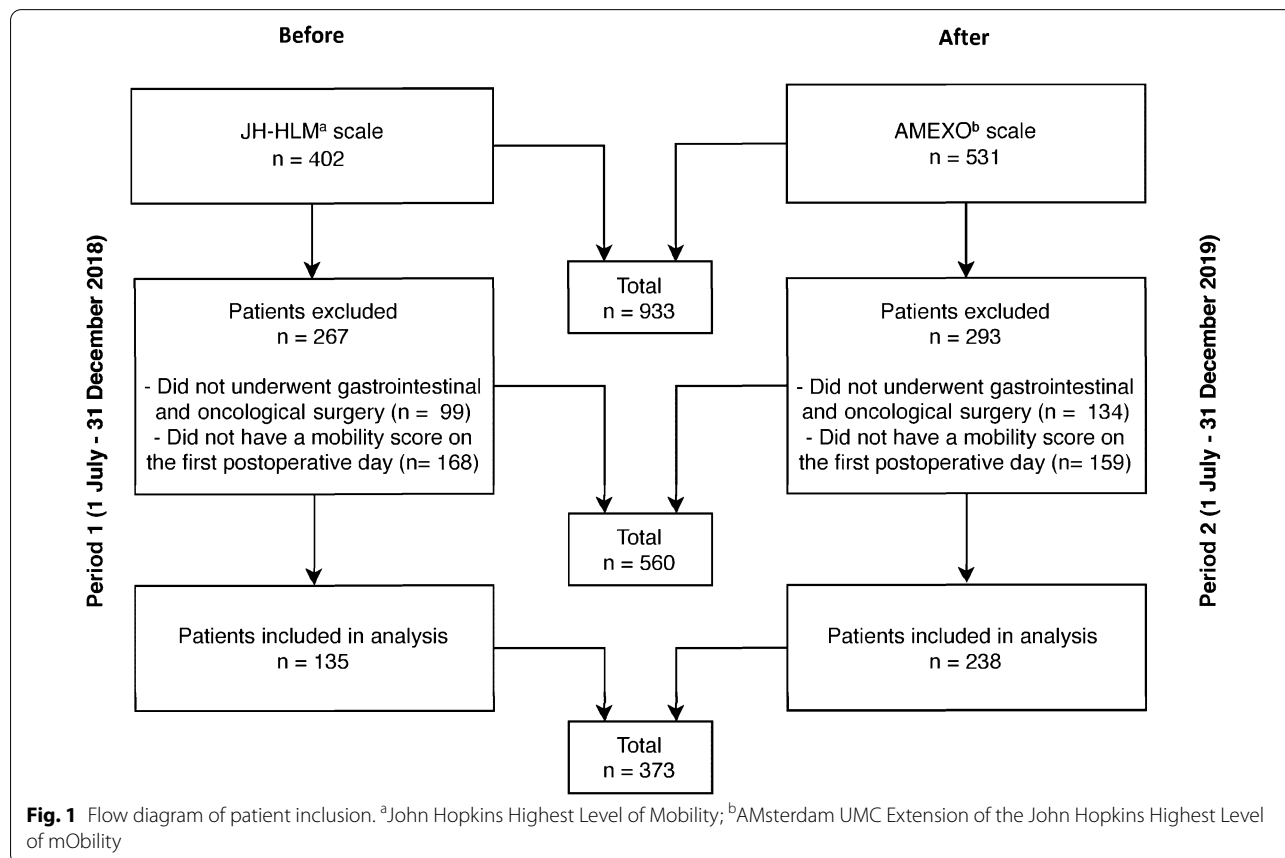 Before
After
JH-HLMa scale
n = 402
AMEXOb scale
n = 531
Total
n = 933
Period 1 (1 July - 31 December 2018)
Patients excluded
n = 267
- Did not underwent gastrointestinal
and oncological surgery (n = 99)
- Did not have a mobility score on
the first postoperative day (n= 168)
Patients excluded
n = 293
- Did not underwent gastrointestinal
and oncological surgery (n = 134)
- Did not have a mobility score on
the first postoperative day (n= 159)
Period 2 (1 July - 31 December 2019)
Total
n = 560
Patients included in analysis
n = 135
Patients included in analysis
n = 238
Total
n = 373
Fig. 1 Flow diagram of patient inclusion. aJohn Hopkins Highest Level of Mobility; bAMsterdam UMC Extension of the John Hopkins Highest Level
of mObility